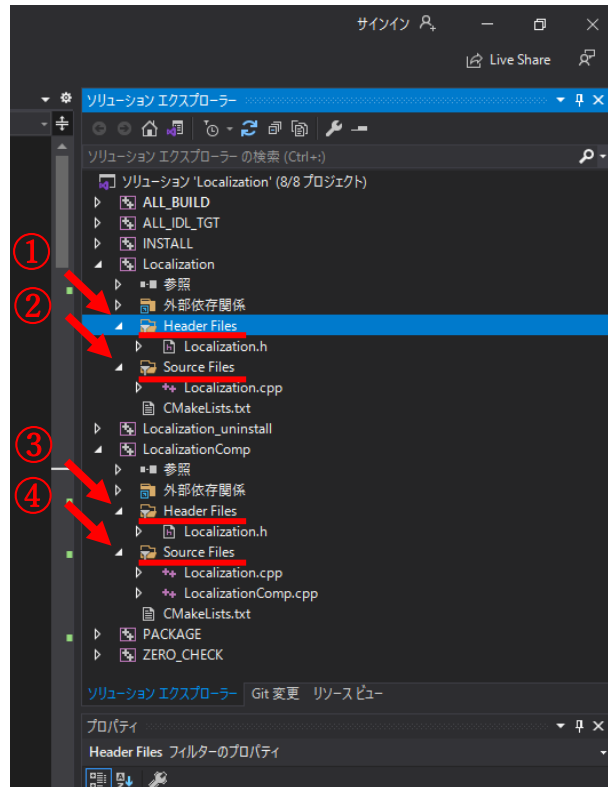 サインイン
Live Share
ソリューション エクスプローラー
ソリューション エクスプローラー の検索 (Ctrl+:)
ソリューション 'Localization' (8/8 プロジェクト)
ALL_BUILD
ALL_IDL_TGT
INSTALL
① Localization
参照
② 外部依存関係
Header Files
Localization.h
Source Files
Localization.cpp
CMakeLists.txt
Localization_uninstall
③ LocalizationComp
参照
④ 外部依存関係
Header Files
Localization.h
Source Files
Localization.cpp
LocalizationComp.cpp
CMakeLists.txt
PACKAGE
ZERO_CHECK
ソリューション エクスプローラー Git 変更 リソース ビュー
プロパティ
Header Files フィルターのプロパティ